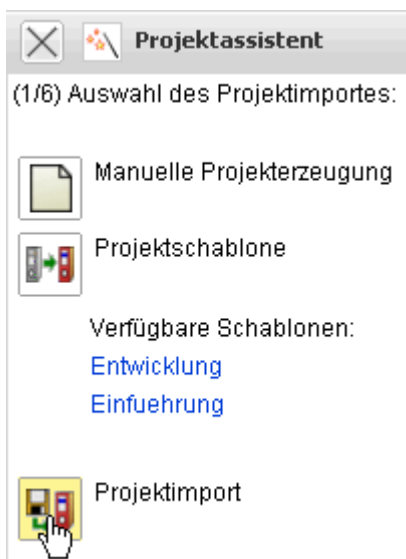 Projektassistent
(1/6) Auswahl des Projektimportes:
Manuelle Projekterzeugung
Projektschablone
Verfügbare Schablonen:
Entwicklung
Einfuehrung
Projektimport